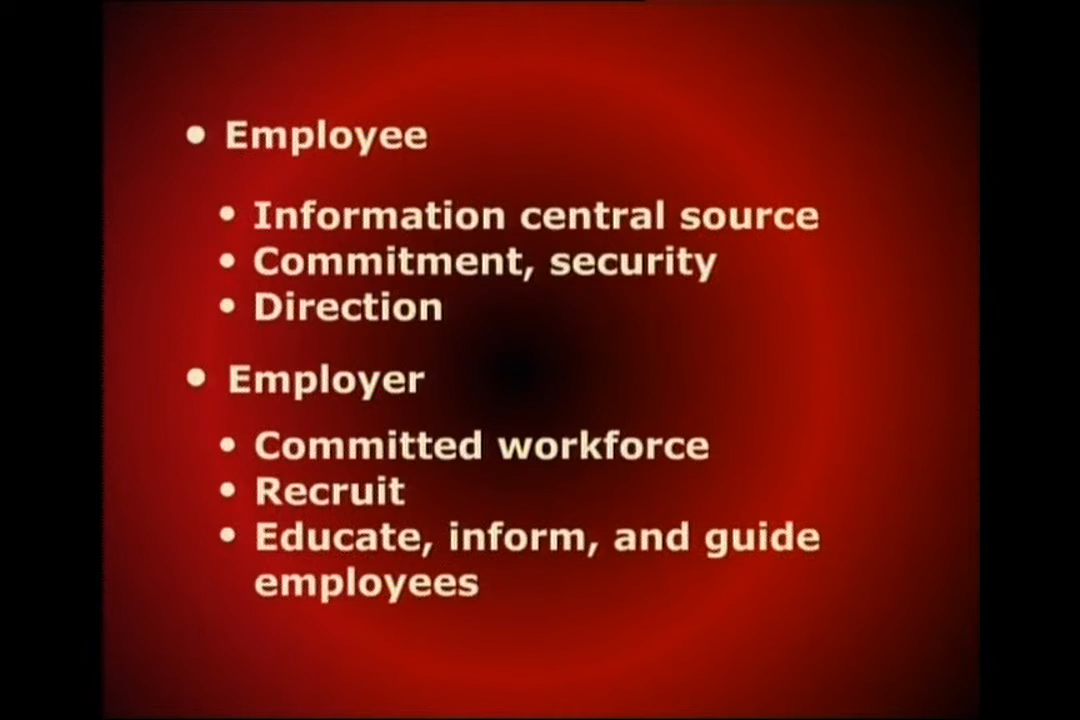 • Employee
• Information central source
• Commitment, security
• Direction
• Employer
• Committed workforce
• Recruit
• Educate, inform, and guide
employees